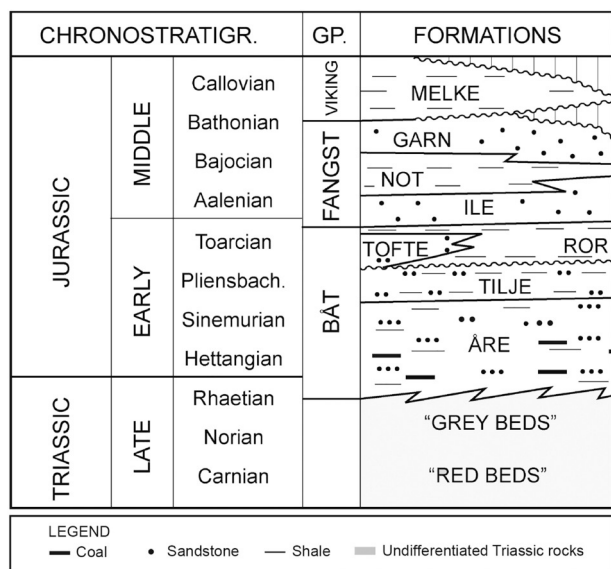 CHRONOSTRATIGR. GP. FORMATIONS
JURASSIC
MIDDLE
Callovian
Bathonian
Bajocian
Aalenian
EARLY
Toarcian
Pliensbach.
Sinemurian
Hettangian
TRIASSIC
LATE
Rhaetian
Norian
Carnian
VIKING
FANGST
BÅT
MELKE
GARN
NOT
ILE
TOFTE ROR
TILJE
ÅRE
“GREY BEDS”
“RED BEDS”
LEGEND
Coal Sandstone Shale Undifferentiated Triassic rocks